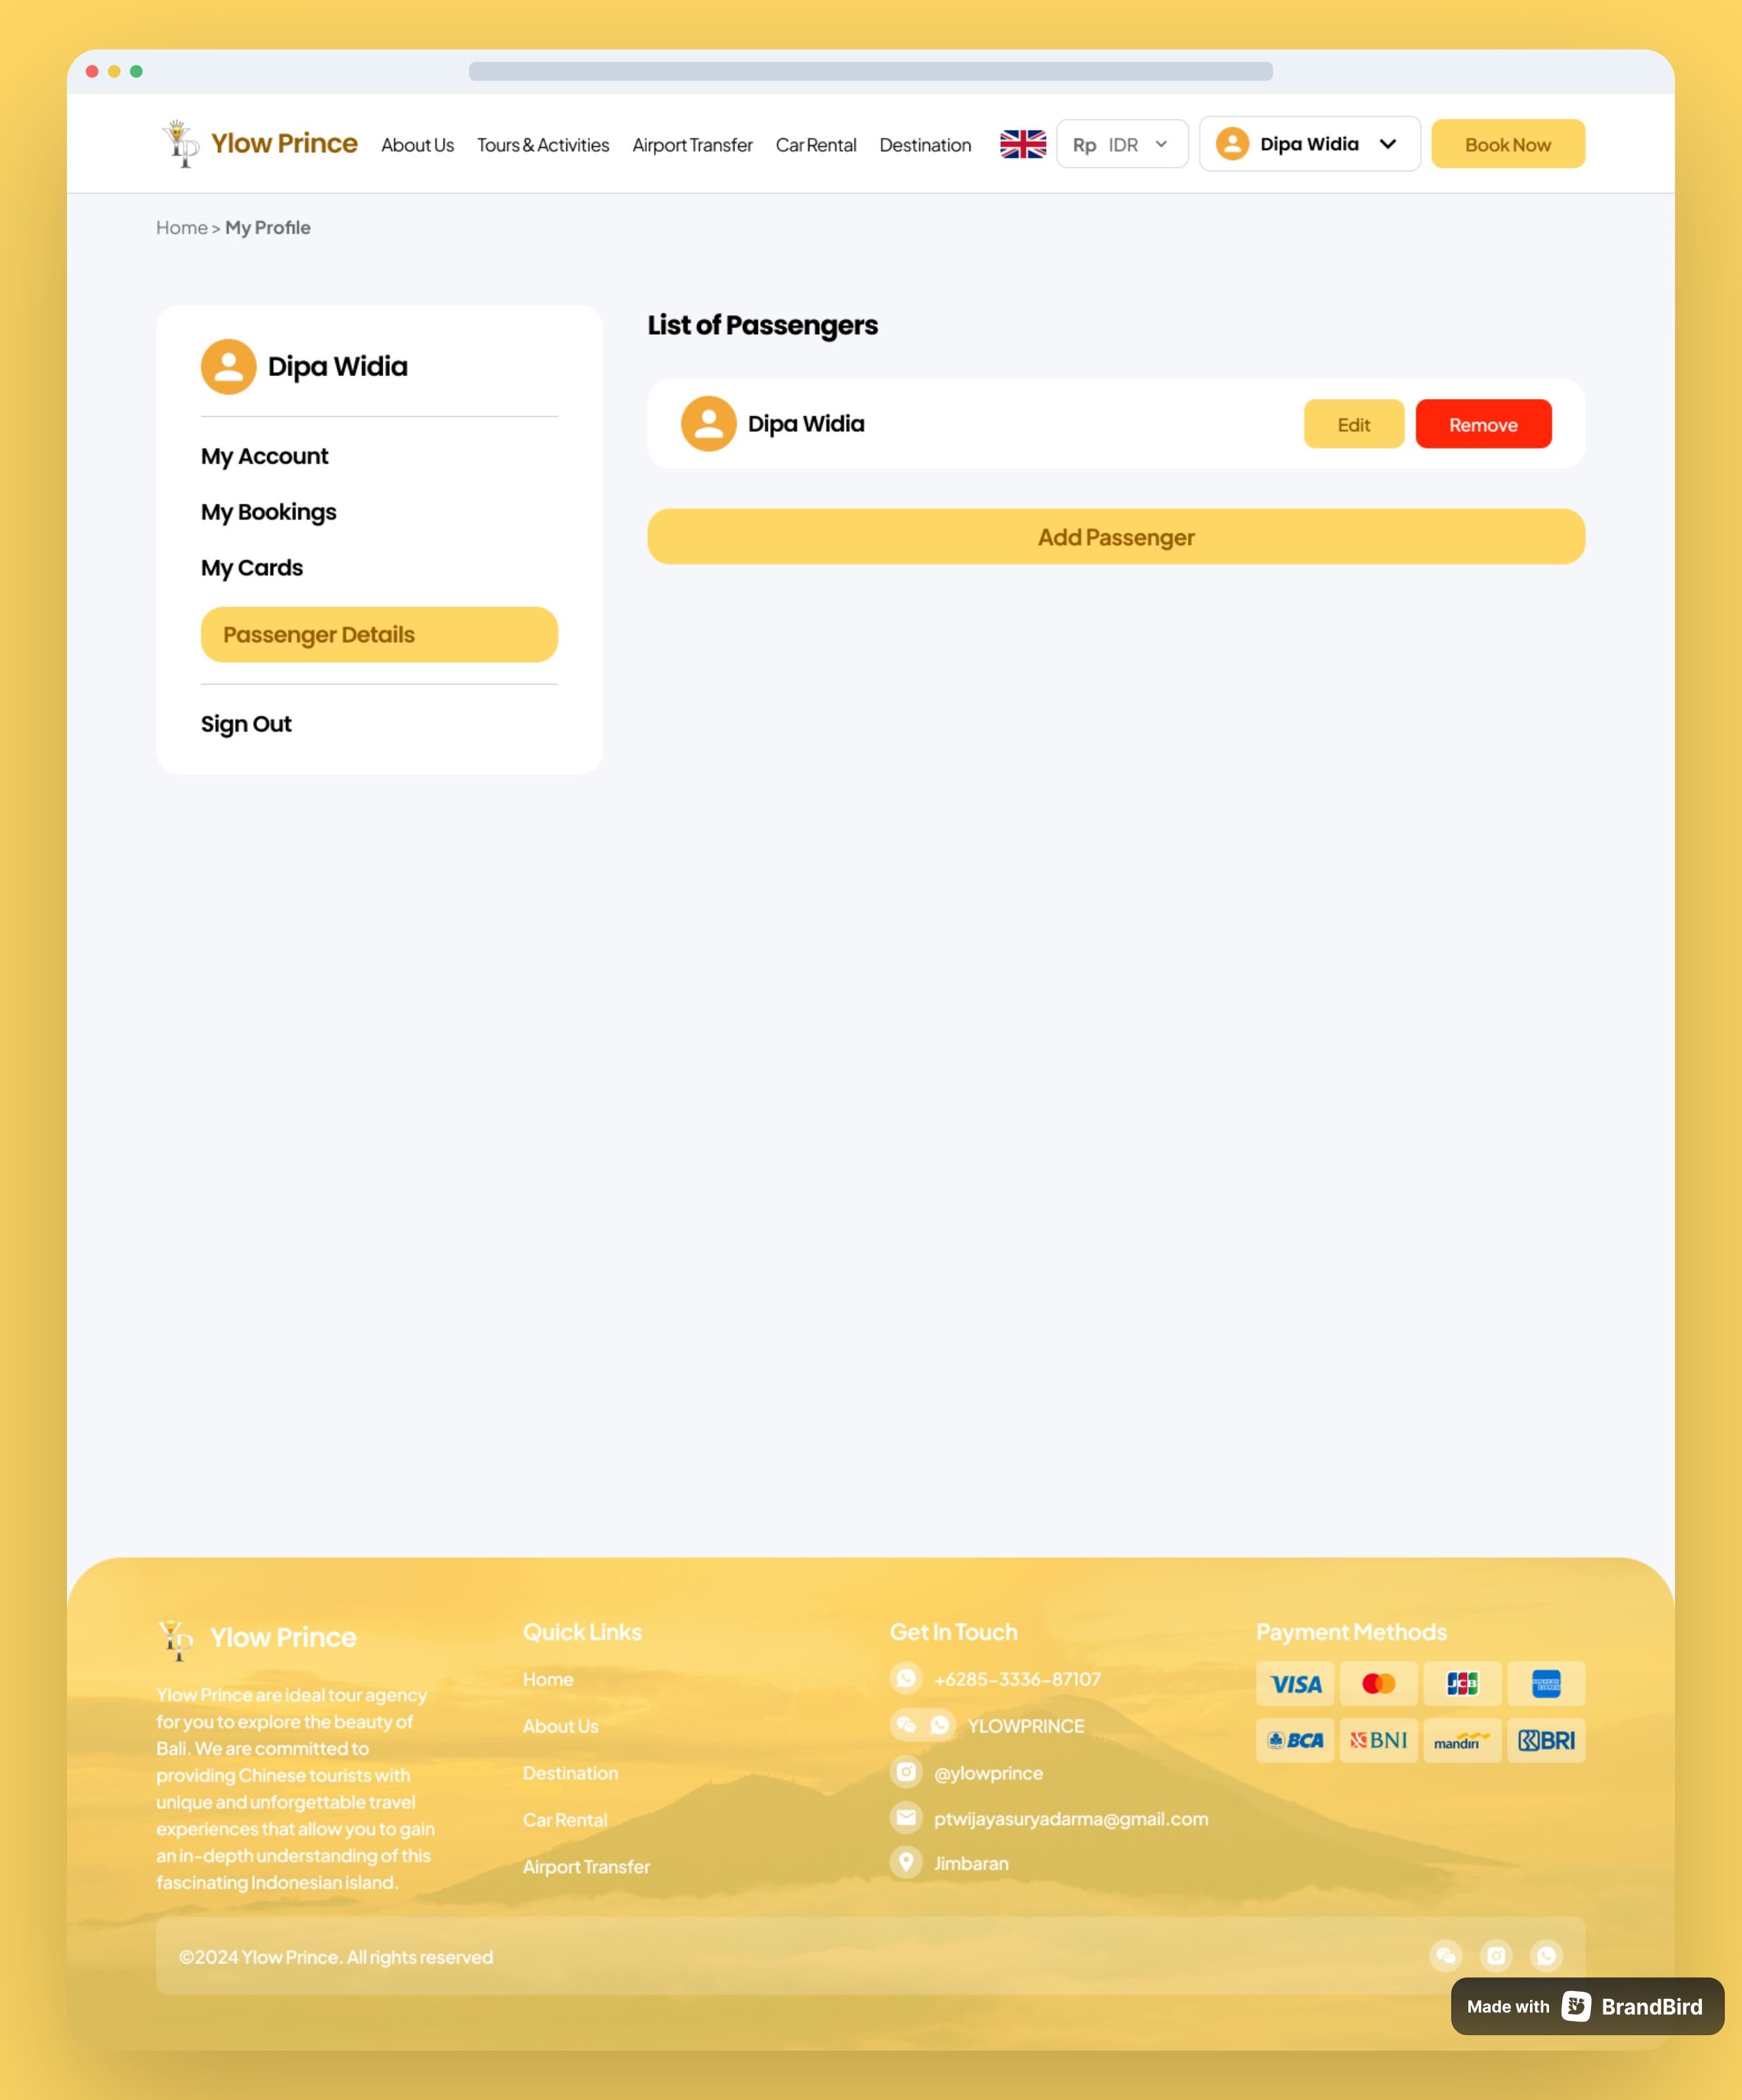 Ylow Prince
About Us
Tours & Activities
Airport Transfer
Car Rental
Destination
Rp IDR
Dipa Widia
Book Now
Home > My Profile
Dipa Widia
My Account
My Bookings
My Cards
Passenger Details
Sign Out
List of Passengers
Dipa Widia
Edit
Remove
Add Passenger
Ylow Prince
Ylow Prince are ideal tour agency
for you to explore the beauty of
Bali. We are committed to
providing Chinese tourists with
unique and unforgettable travel
experiences that allow you to gain
an in-depth understanding of this
fascinating Indonesian island.
Quick Links
Home
About Us
Destination
Car Rental
Airport Transfer
Get In Touch
+6285-3336-87107
YLOWPRINCE
@ylowprince
ptwijayasuryadarma@gmail.com
Jimbaran
Payment Methods
VISA
JCB
AMERICAN EXPRESS
BCA
BNI
mandiri
BRI
©2024 Ylow Prince. All rights reserved
Made with BrandBird